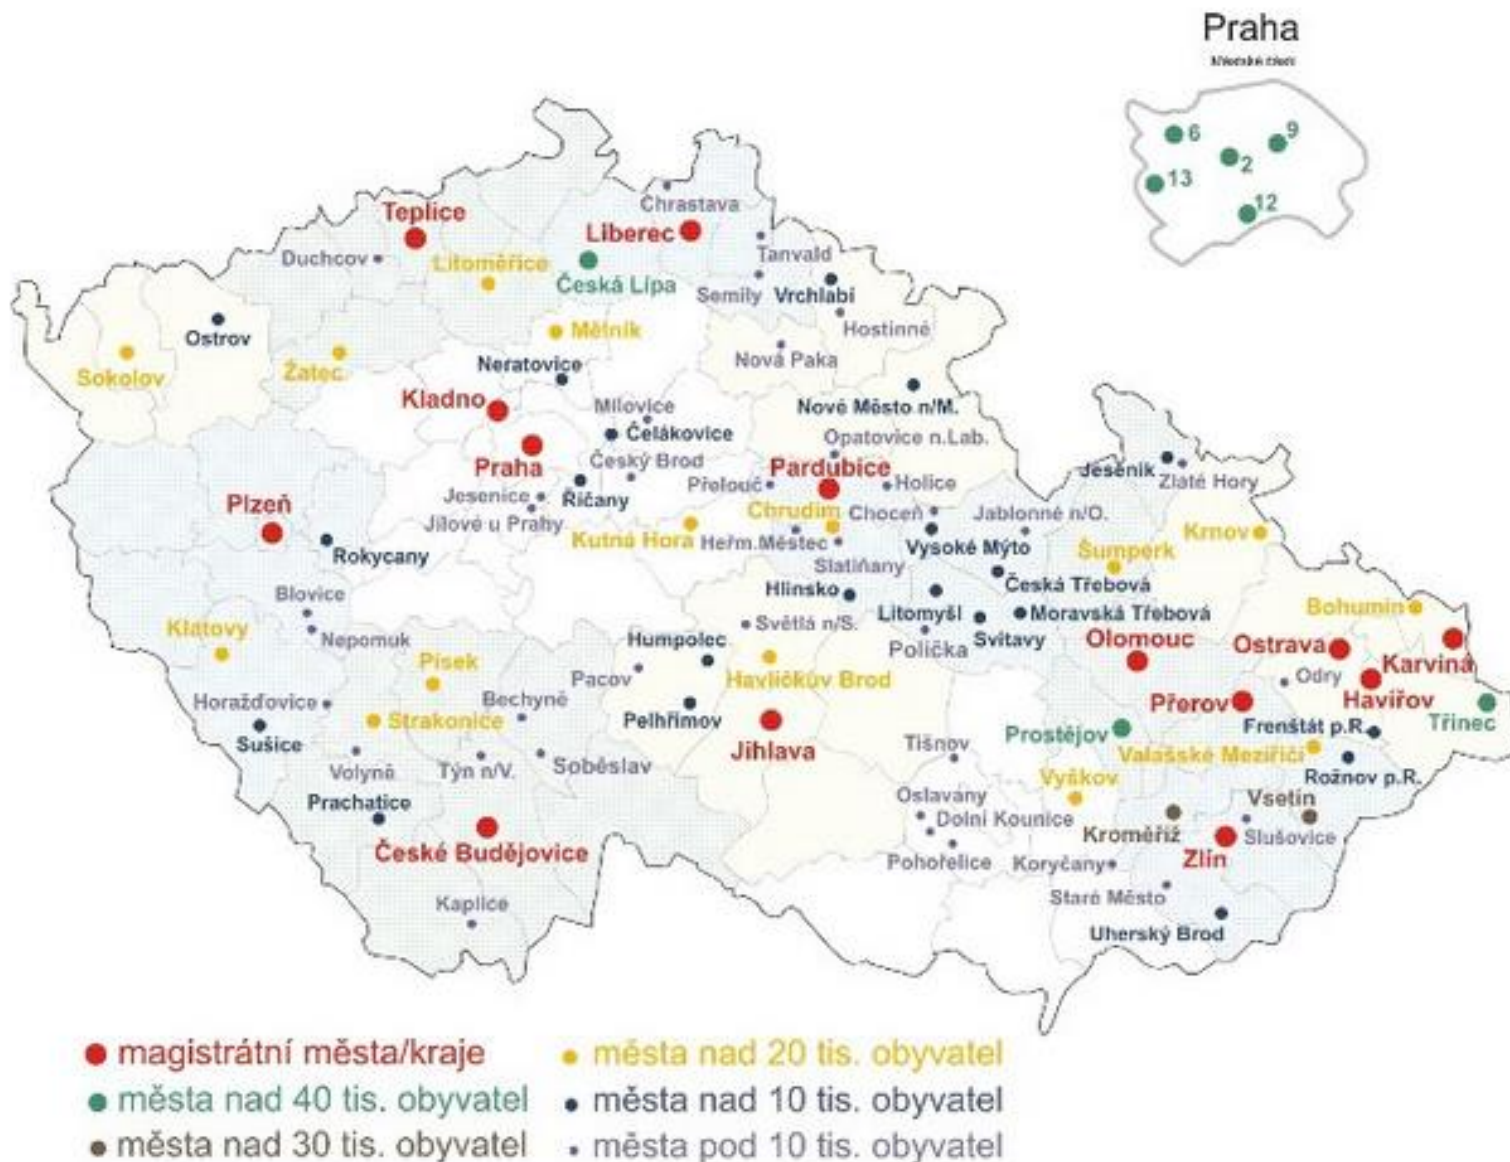 Praha
Městské části
6
9
2
13
12
Chrastava
Teplice
Liberec
Duchcov
Litoměřice
Tanvald
Česká Lípa
Semily
Vrchlabí
Hostinné
Ostrov
Mělník
Nová Paka
Sokolov
Žatec
Neratovice
Kladno
Milovice
Nové Město n/M.
Čelákovice
Opatovice n.Lab.
Praha
Český Brod
Pardubice
Jeseník
Zlaté Hory
Jesenice
Říčany
Přelouč
Holice
Plzeň
Jílové u Prahy
Chrudim
Choceň
Jablonné n/O.
Krnov
Kutná Hora
Heřm.Městec
Vysoké Mýto
Rokycany
Slatiňany
Šumperk
Česká Třebová
Blovice
Hlinsko
Litomyšl
Moravská Třebová
Bohumín
Klatovy
Nepomuk
Světlá n/S.
Svitavy
Humpolec
Polička
Olomouc
Ostrava
Karviná
Písek
Pacov
Havlíčkův Brod
Odry
Havířov
Horažďovice
Bechyně
Přerov
Strakonice
Pelhřimov
Prostějov
Frenštát p.R.
Třinec
Sušice
Jihlava
Tišnov
Valašské Meziříčí
Volyně
Týn n/V.
Soběslav
Vyškov
Rožnov p.R.
Prachatice
Oslavany
Vsetín
Dolní Kounice
Kroměříž
Slušovice
České Budějovice
Pohořelice
Koryčany
Zlín
Staré Město
Kaplice
Uherský Brod
magistrátní města/kraje
města nad 20 tis. obyvatel
města nad 40 tis. obyvatel
města nad 10 tis. obyvatel
města nad 30 tis. obyvatel
města pod 10 tis. obyvatel